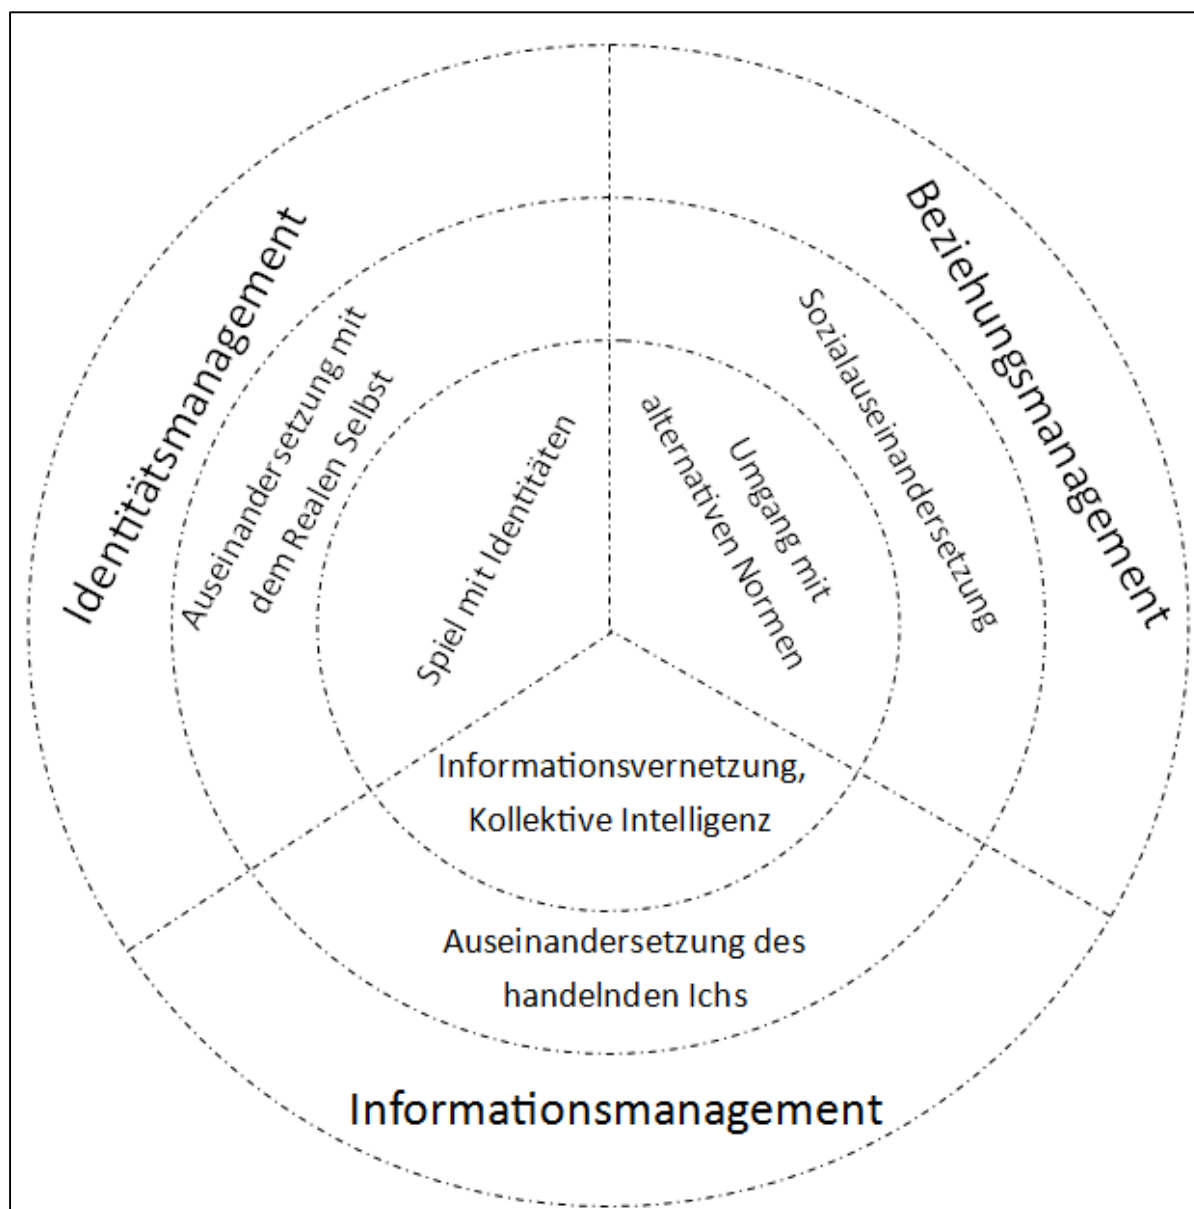 Identitätsmanagement
Auseinandersetzung mit
dem Realen Selbst
Spiel mit Identitäten
Beziehungsmanagement
Sozialauseinandersetzung
Umgang mit
alternativen Normen
Informationsvernetzung,
Kollektive Intelligenz
Auseinandersetzung des
handelnden Ichs
Informationsmanagement